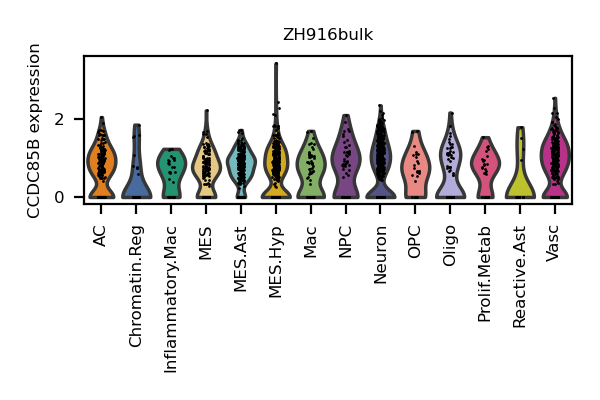 ZH916bulk
CCDC85B expression
2
0
AC
Chromatin.Reg
Inflammatory.Mac
MES
MES.Ast
MES.Hyp
Mac
NPC
Neuron
OPC
Oligo
Prolif.Metab
Reactive.Ast
Vasc